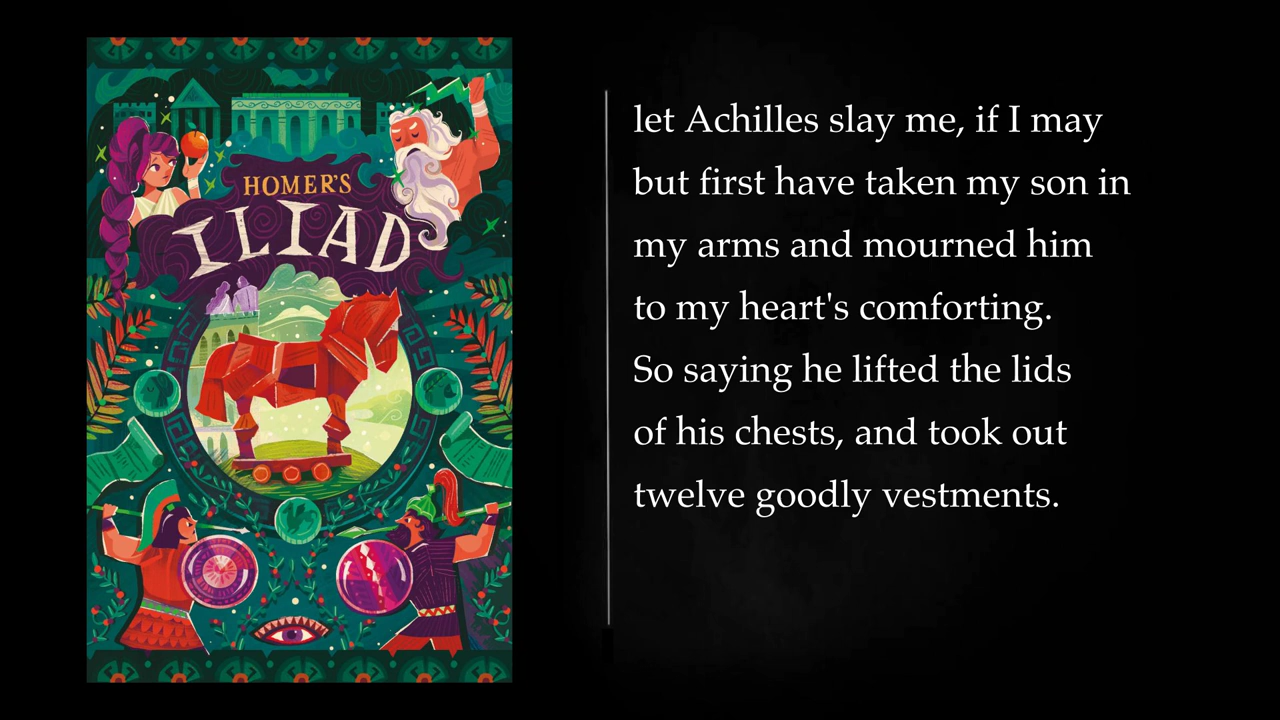 HOMER'S
ILIAD
let Achilles slay me, if I may
but first have taken my son in
my arms and mourned him
to my heart's comforting.
So saying he lifted the lids
of his chests, and took out
twelve goodly vestments.